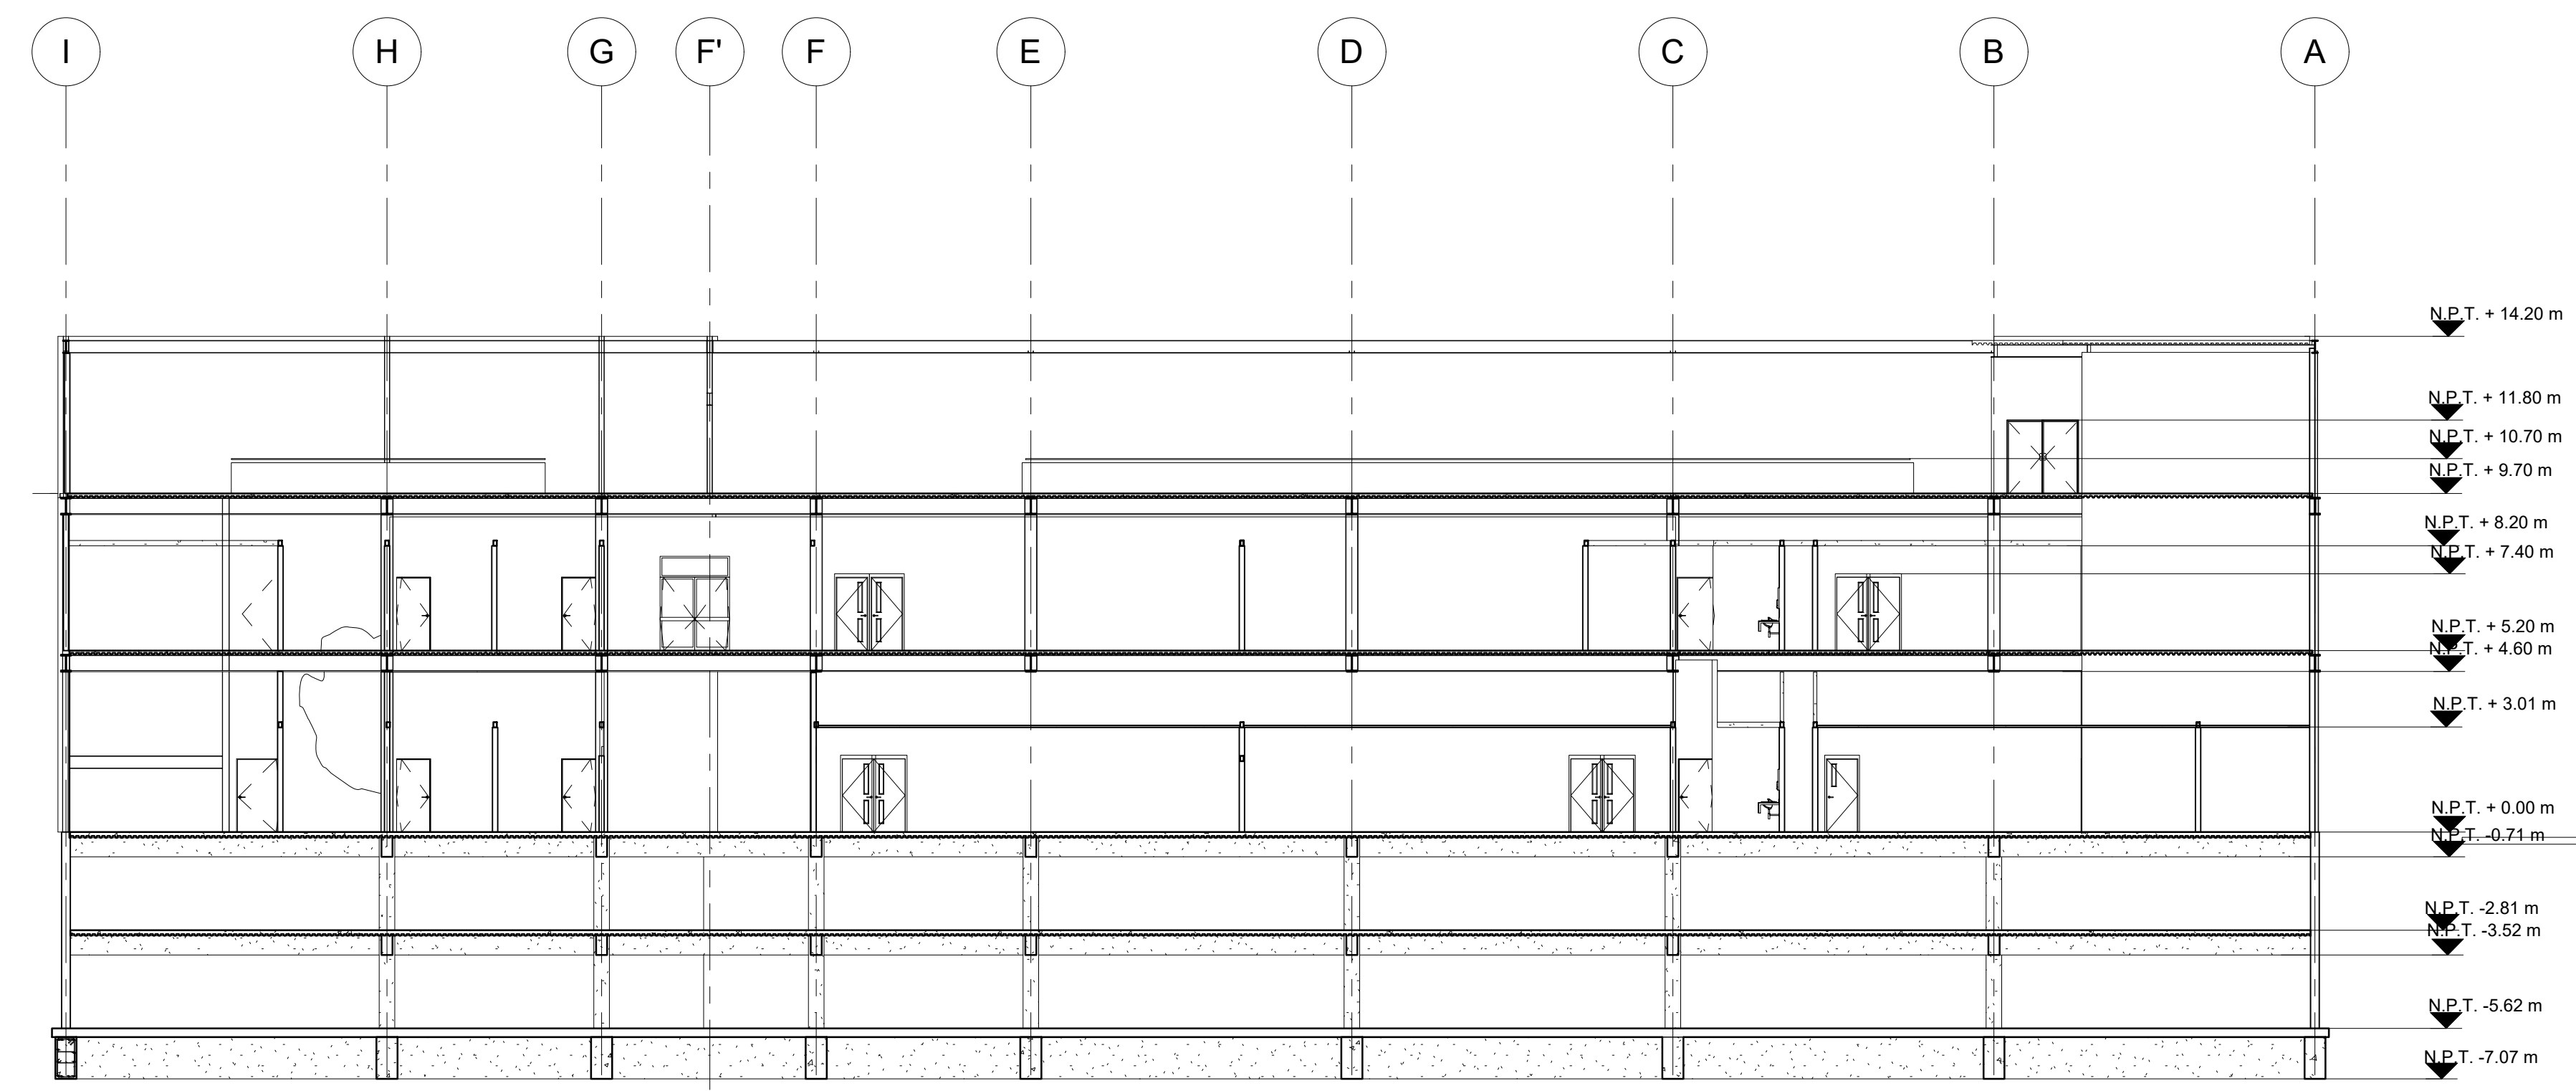 I H G F' F E D C B A
N.P.T. + 14.20 m
N.P.T. + 11.80 m
N.P.T. + 10.70 m
N.P.T. + 9.70 m
N.P.T. + 8.20 m
N.P.T. + 7.40 m
N.P.T. + 5.20 m
N.P.T. + 4.60 m
N.P.T. + 3.01 m
N.P.T. + 0.00 m
N.P.T. -0.71 m
N.P.T. -2.81 m
N.P.T. -3.52 m
N.P.T. -5.62 m
N.P.T. -7.07 m